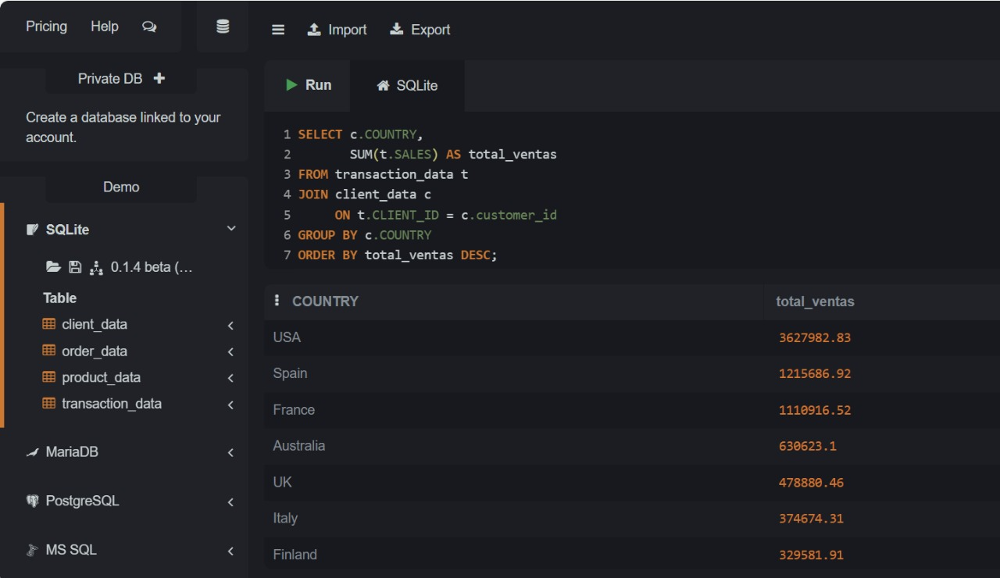 Pricing Help
Import Export
Private DB
Create a database linked to your
account.
Demo
SQLite
0.1.4 beta (...
Table
client_data
order_data
product_data
transaction_data
MariaDB
PostgreSQL
MS SQL
Run SQLite
1 SELECT c.COUNTRY,
2 SUM(t.SALES) AS total_ventas
3 FROM transaction_data t
4 JOIN client_data c
5 ON t.CLIENT_ID = c.customer_id
6 GROUP BY c.COUNTRY
7 ORDER BY total_ventas DESC;
COUNTRY total_ventas
USA 3627982.83
Spain 1215686.92
France 1110916.52
Australia 630623.1
UK 478880.46
Italy 374674.31
Finland 329581.91